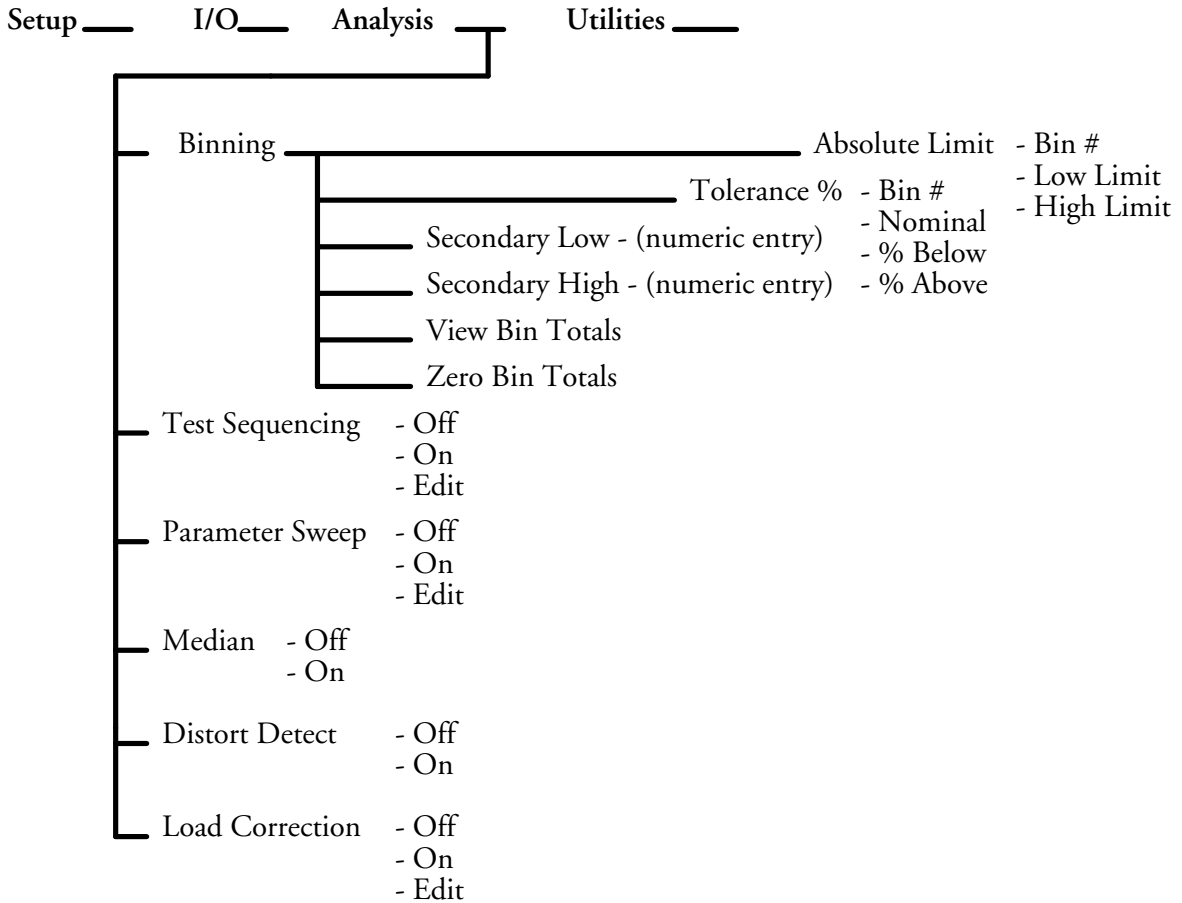 Setup I/O Analysis Utilities
Binning
Absolute Limit - Bin #
- Low Limit
- High Limit
Tolerance % - Bin #
- Nominal
- % Below
- % Above
Secondary Low - (numeric entry)
Secondary High - (numeric entry)
View Bin Totals
Zero Bin Totals
Test Sequencing - Off
- On
- Edit
Parameter Sweep - Off
- On
- Edit
Median - Off
- On
Distort Detect - Off
- On
Load Correction - Off
- On
- Edit